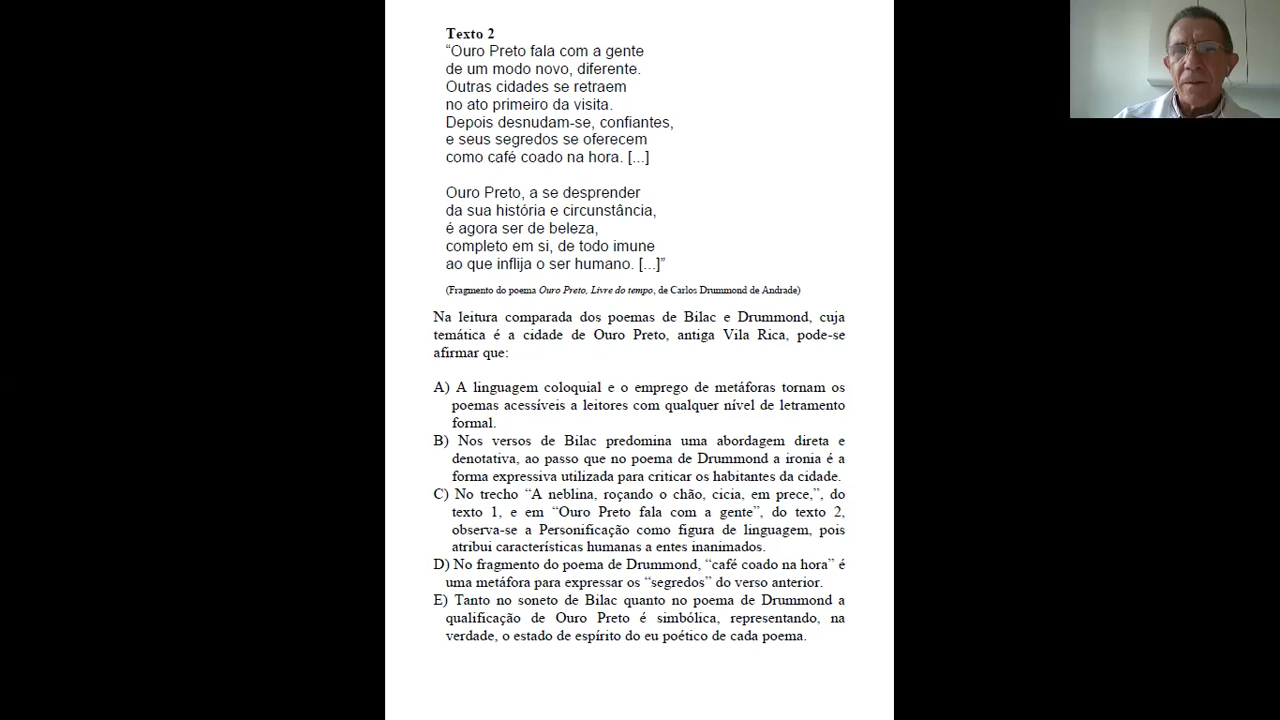 Texto 2
“Ouro Preto fala com a gente
de um modo novo, diferente.
Outras cidades se retraem
no ato primeiro da visita.
Depois desnudam-se, confiantes,
e seus segredos se oferecem
como café coado na hora. [...]
Ouro Preto, a se desprender
da sua história e circunstância,
é agora ser de beleza,
completo em si, de todo imune
ao que inflija o ser humano. [...]”
(Fragmento do poema Ouro Preto, Livre do tempo, de Carlos Drummond de Andrade)
Na leitura comparada dos poemas de Bilac e Drummond, cuja
temática é a cidade de Ouro Preto, antiga Vila Rica, pode-se
afirmar que:
A) A linguagem coloquial e o emprego de metáforas tornam os
poemas acessíveis a leitores com qualquer nível de letramento
formal.
B) Nos versos de Bilac predomina uma abordagem direta e
denotativa, ao passo que no poema de Drummond a ironia é a
forma expressiva utilizada para criticar os habitantes da cidade.
C) No trecho “A neblina, roçando o chão, cicia, em prece,”, do
texto 1, e em “Ouro Preto fala com a gente”, do texto 2,
observa-se a Personificação como figura de linguagem, pois
atribui características humanas a entes inanimados.
D) No fragmento do poema de Drummond, “café coado na hora” é
uma metáfora para expressar os “segredos” do verso anterior.
E) Tanto no soneto de Bilac quanto no poema de Drummond a
qualificação de Ouro Preto é simbólica, representando, na
verdade, o estado de espírito do eu poético de cada poema.